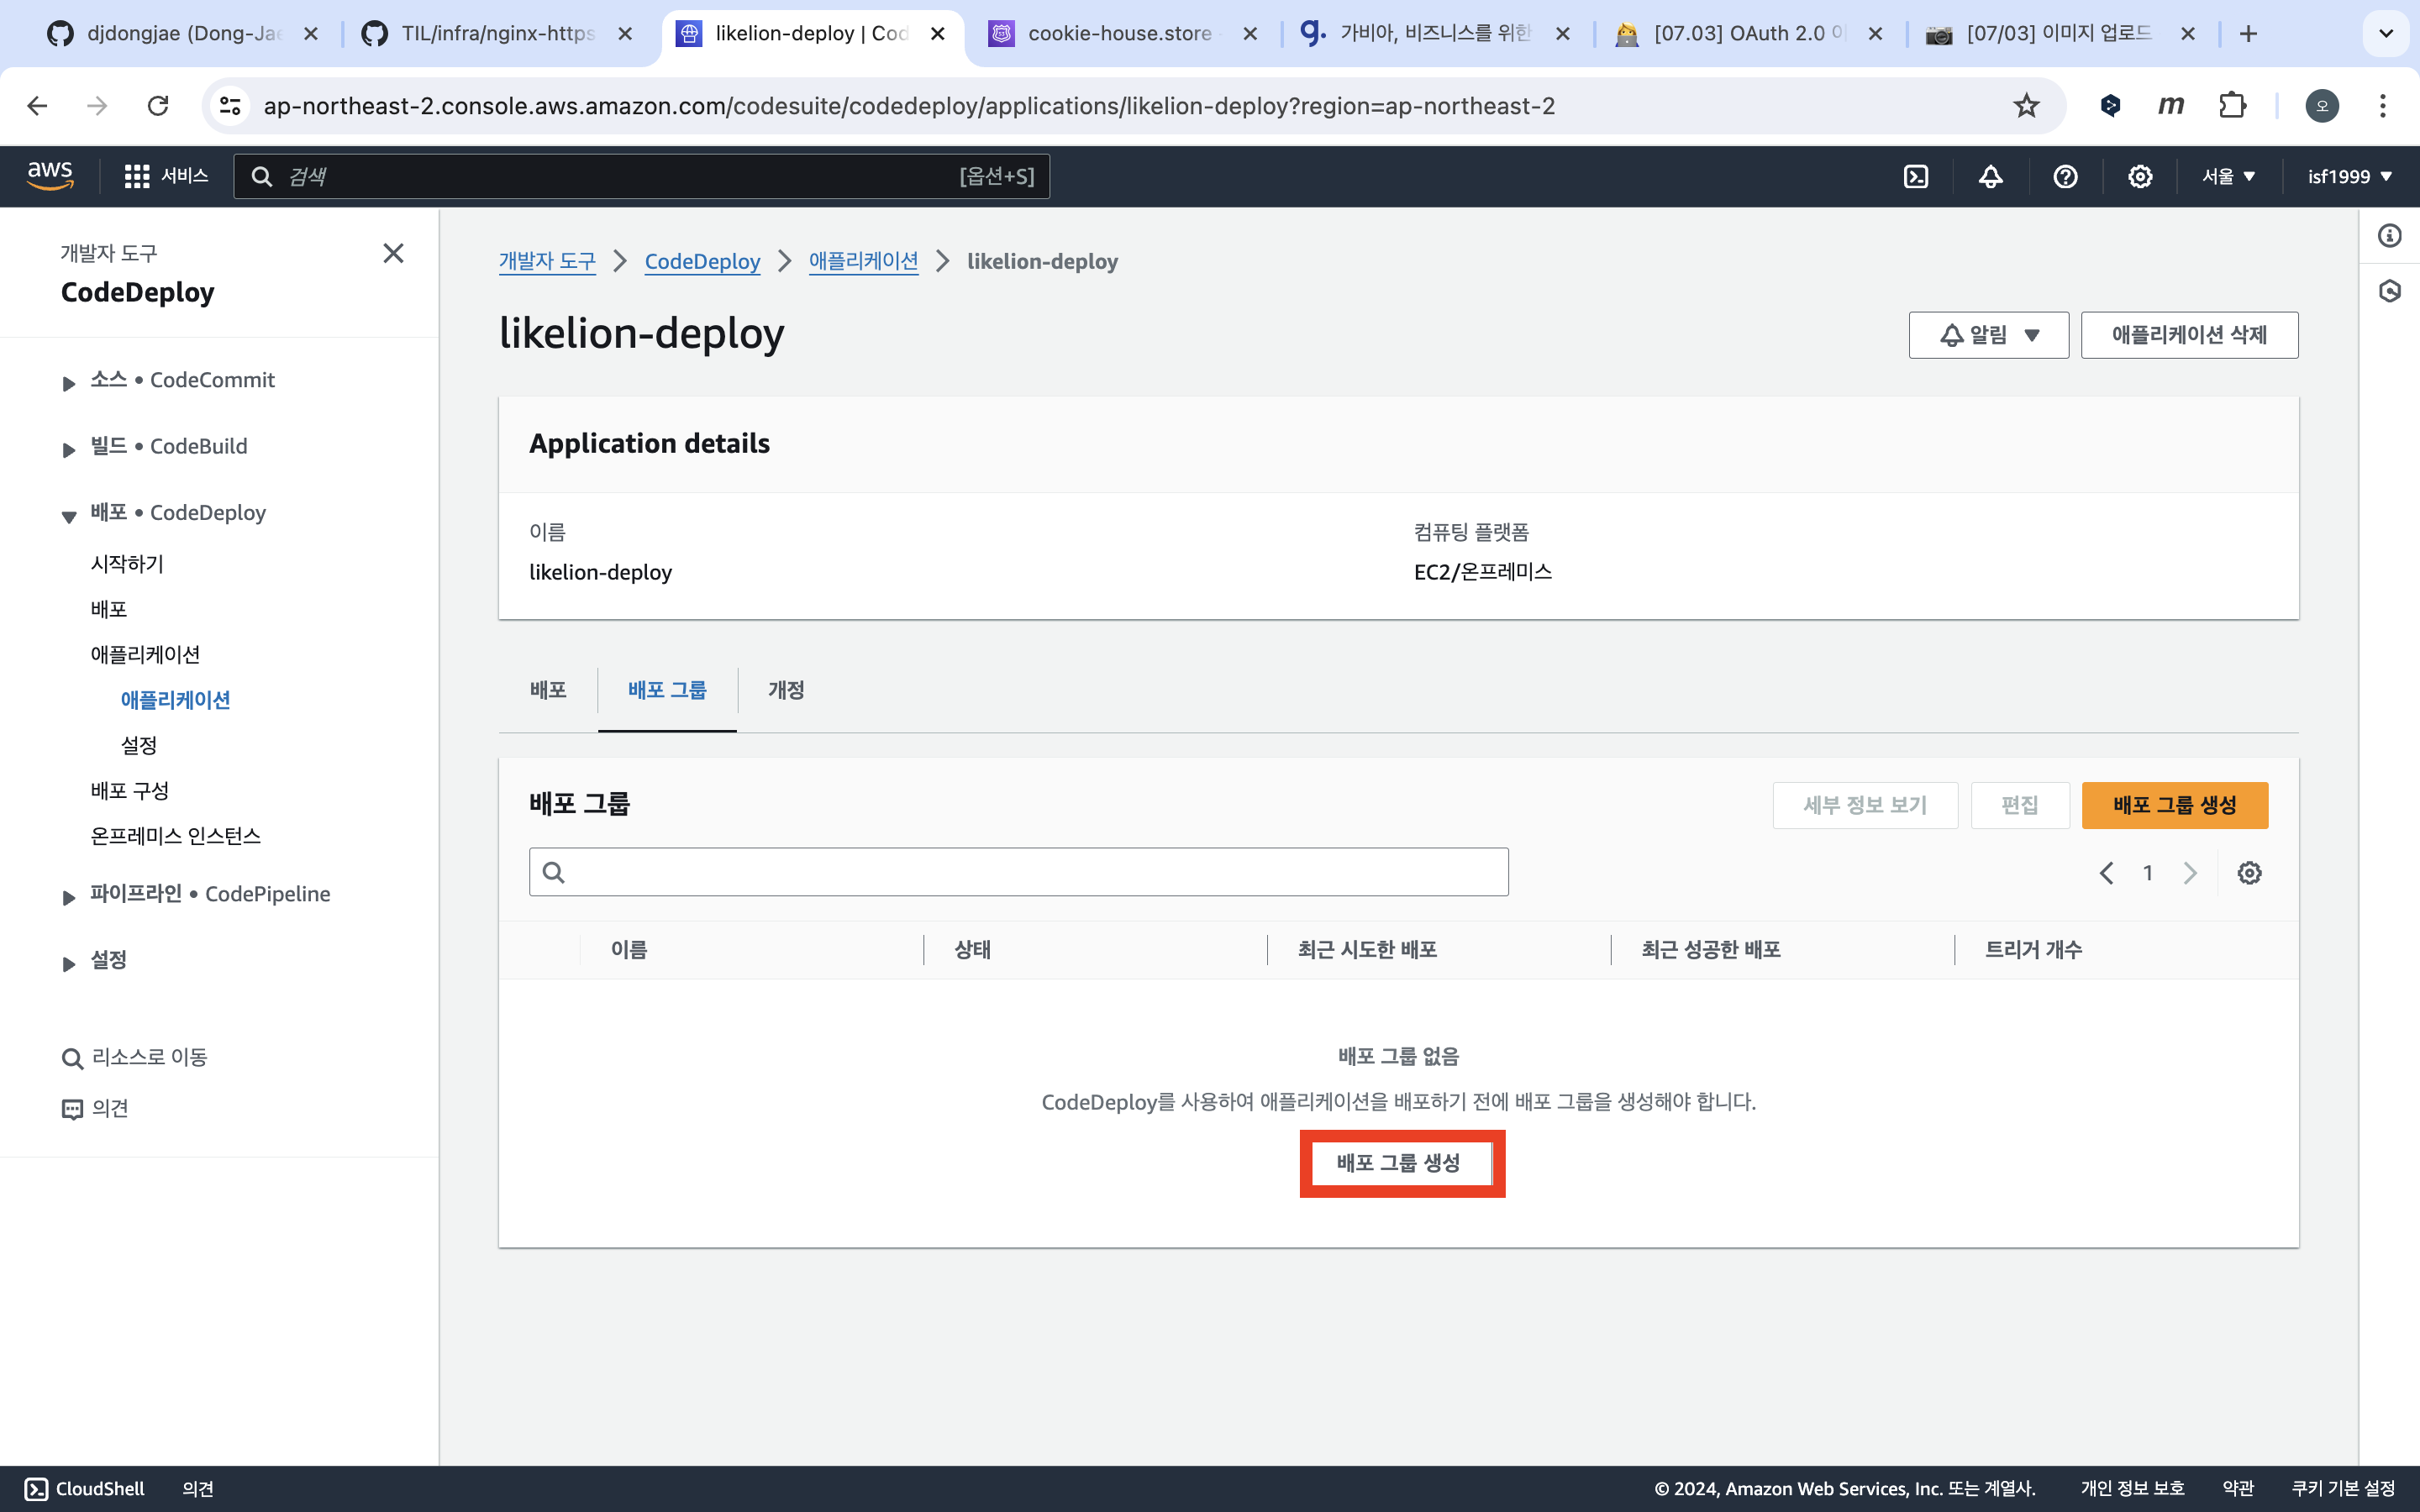 djdongjae (Dong-Jae
TIL/infra/nginx-https
likelion-deploy | Cod
cookie-house.store
가비아, 비즈니스를 위한
[07.03] OAuth 2.0 이
[07/03] 이미지 업로드
ap-northeast-2.console.aws.amazon.com/codesuite/codedeploy/applications/likelion-deploy?region=ap-northeast-2
m
오
aws
서비스
검색
[옵션+S]
서울
isf1999
개발자 도구
CodeDeploy
소스 • CodeCommit
빌드 • CodeBuild
배포 • CodeDeploy
시작하기
배포
애플리케이션
애플리케이션
설정
배포 구성
온프레미스 인스턴스
파이프라인 • CodePipeline
설정
리소스로 이동
의견
개발자 도구 > CodeDeploy > 애플리케이션 > likelion-deploy
likelion-deploy
알림
애플리케이션 삭제
Application details
이름
likelion-deploy
컴퓨팅 플랫폼
EC2/온프레미스
배포
배포 그룹
개정
배포 그룹
세부 정보 보기
편집
배포 그룹 생성
1
이름
상태
최근 시도한 배포
최근 성공한 배포
트리거 개수
배포 그룹 없음
CodeDeploy를 사용하여 애플리케이션을 배포하기 전에 배포 그룹을 생성해야 합니다.
배포 그룹 생성
CloudShell
의견
© 2024, Amazon Web Services, Inc. 또는 계열사.
개인 정보 보호
약관
쿠키 기본 설정